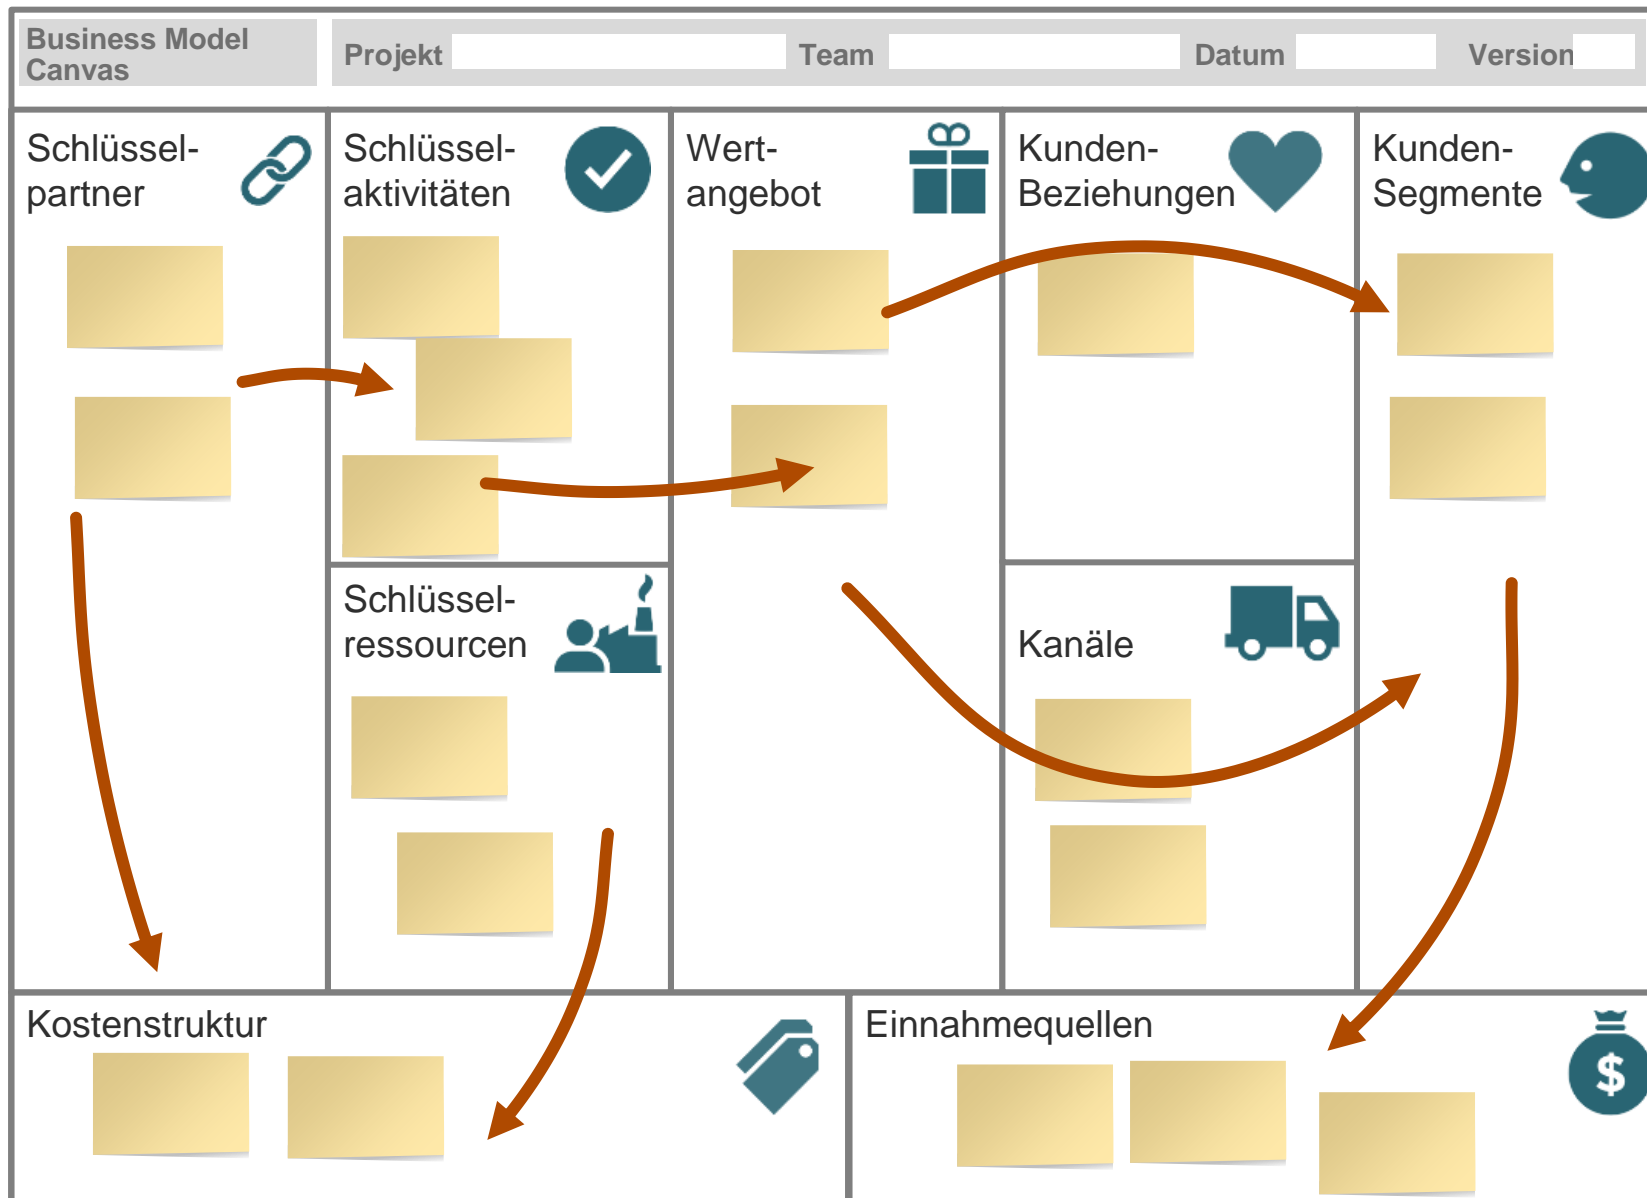 Business Model
Canvas
Projekt
Team
Datum
Version
Schlüssel-
partner
Schlüssel-
aktivitäten
Wert-
angebot
Kunden-
Beziehungen
Kunden-
Segmente
Schlüssel-
ressourcen
Kanäle
Kostenstruktur
Einnahmequellen
$